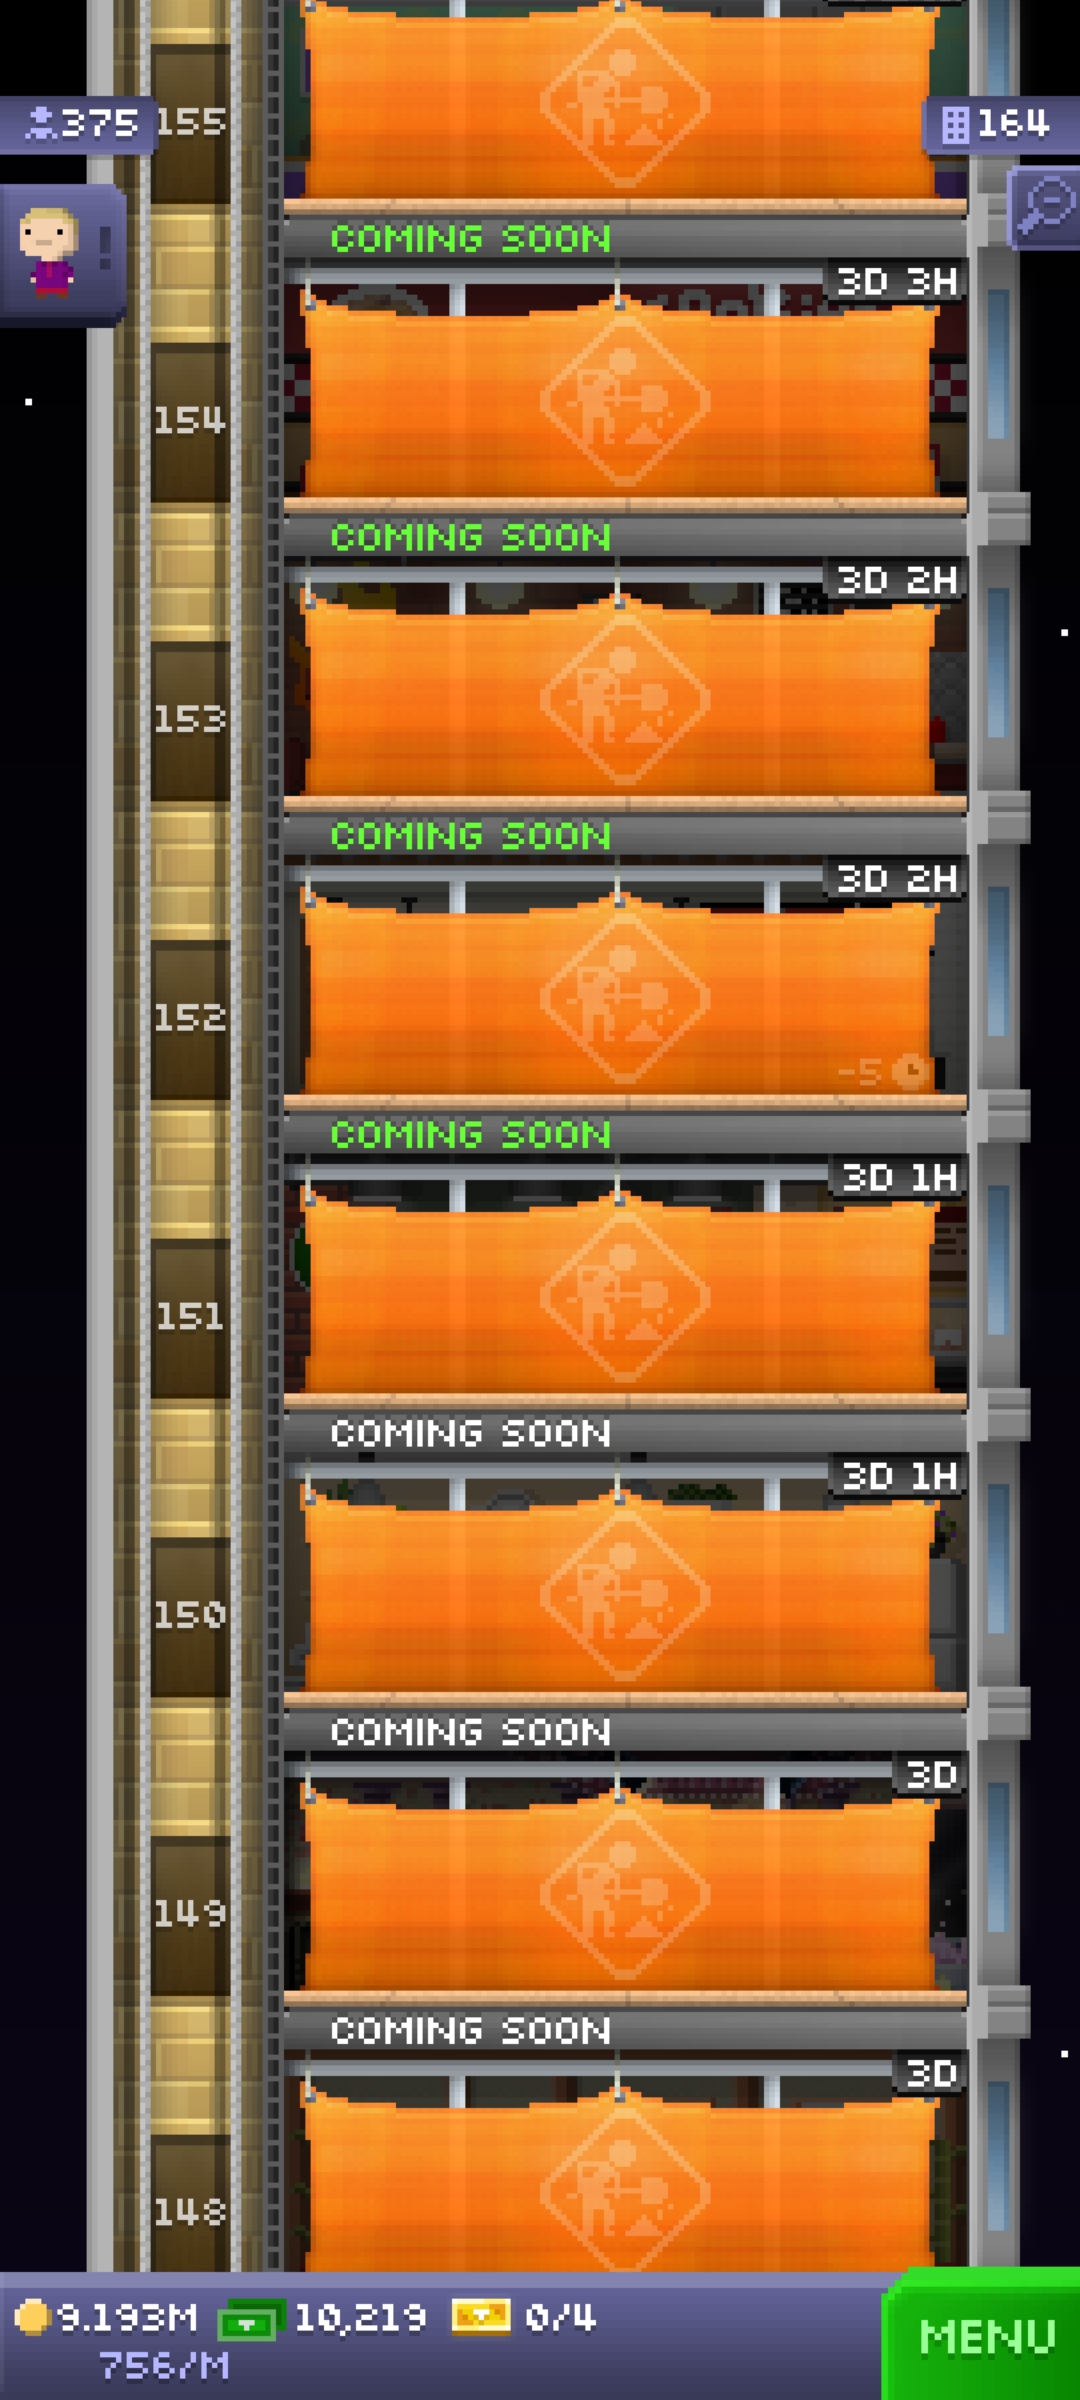 375
155
164
COMING SOON
3D 3H
154
COMING SOON
3D 2H
153
COMING SOON
3D 2H
152
-5
COMING SOON
3D 1H
151
COMING SOON
3D 1H
150
COMING SOON
3D
149
COMING SOON
3D
148
9.193M 10,219 0/4
756/M
MENU